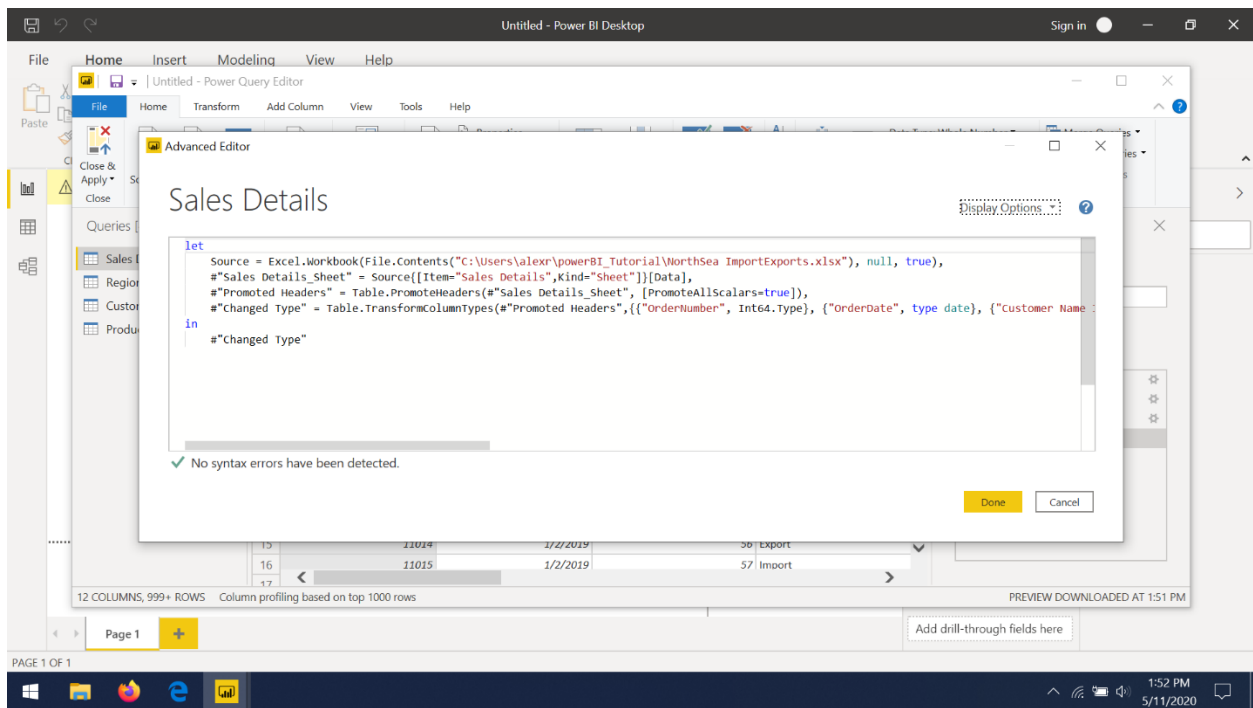 Untitled - Power BI Desktop
Sign in
File Home Insert Modeling View Help
Untitled - Power Query Editor
File Home Transform Add Column View Tools Help
Paste
Close &
Apply
Close
Advanced Editor
Sales Details
Display Options
Queries [
Sales
Region
Custor
Produ
let
Source = Excel.Workbook(File.Contents("C:\Users\alexr\powerBI_Tutorial\NorthSea ImportExports.xlsx"), null, true),
#"Sales Details_Sheet" = Source{[Item="Sales Details",Kind="Sheet"]}[Data],
#"Promoted Headers" = Table.PromoteHeaders(#"Sales Details_Sheet", [PromoteAllScalars=true]),
#"Changed Type" = Table.TransformColumnTypes(#"Promoted Headers",{{"OrderNumber", Int64.Type}, {"OrderDate", type date}, {"Customer Name
in
#"Changed Type"
No syntax errors have been detected.
Done Cancel
15 11014 1/2/2019 56 Export
16 11015 1/2/2019 57 Import
17
12 COLUMNS, 999+ ROWS Column profiling based on top 1000 rows PREVIEW DOWNLOADED AT 1:51 PM
Page 1
Add drill-through fields here
PAGE 1 OF 1
1:52 PM
5/11/2020